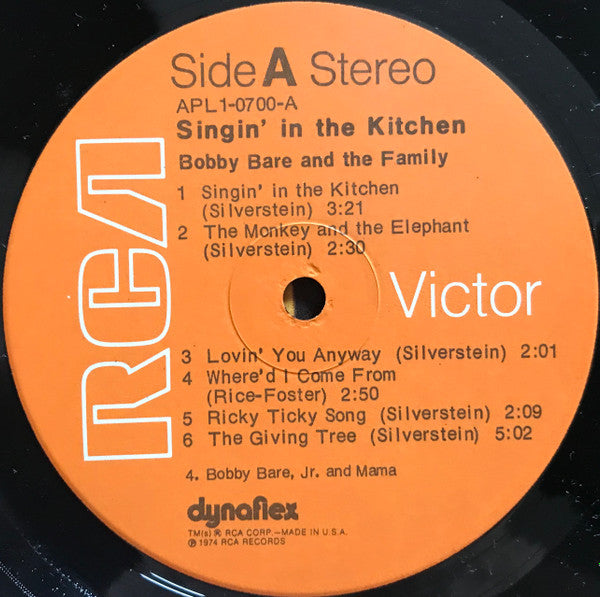 Side A Stereo
APL1-0700-A
Singin' in the Kitchen
Bobby Bare and the Family
1 Singin' in the Kitchen
(Silverstein) 3:21
2 The Monkey and the Elephant
(Silverstein) 2:30
RCA
Victor
3 Lovin' You Anyway (Silverstein) 2:01
4 Where'd I Come From
(Rice-Foster) 2:50
5 Ricky Ticky Song (Silverstein) 2:09
6 The Giving Tree (Silverstein) 5:02
4. Bobby Bare, Jr. and Mama
dynaflex
TM(s) ® RCA CORP.—MADE IN U.S.A.
℗ 1974 RCA RECORDS